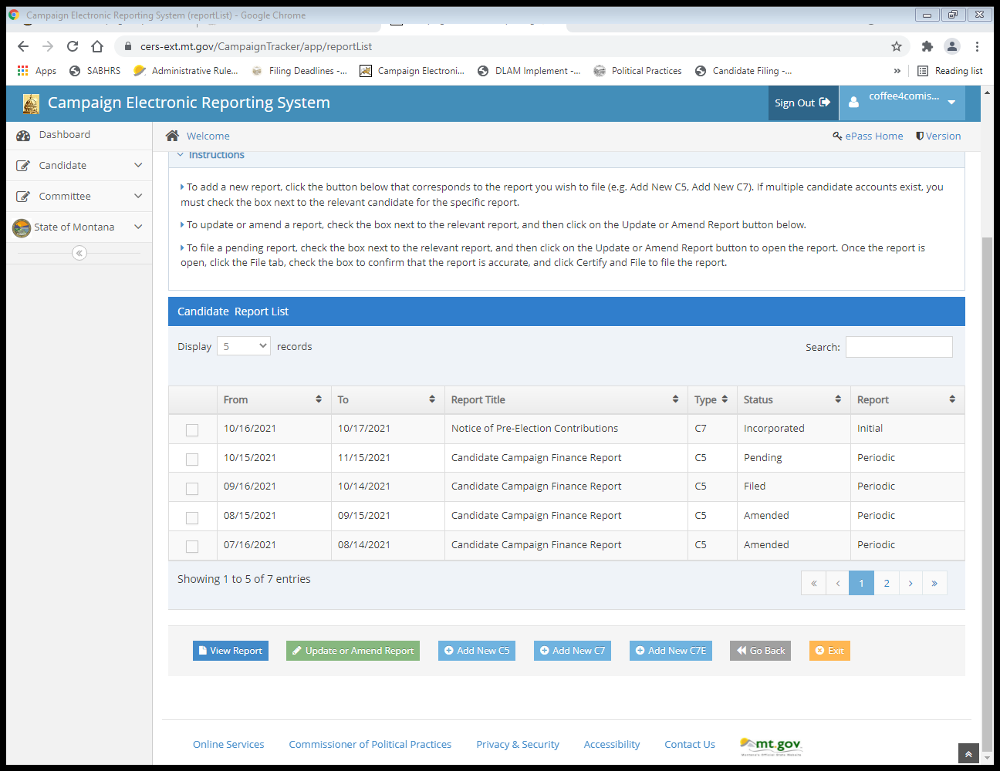 Campaign Electronic Reporting System (reportList) - Google Chrome
cers-ext.mt.gov/CampaignTracker/app/reportList
Apps SABHRS Administrative Rule... Filing Deadlines -... Campaign Electroni... DLAM Implement -... Political Practices Candidate Filing -... » Reading list
Campaign Electronic Reporting System Sign Out coffee4comis...
Dashboard
Candidate
Committee
State of Montana
Welcome ePass Home Version
Instructions
To add a new report, click the button below that corresponds to the report you wish to file (e.g. Add New C5, Add New C7). If multiple candidate accounts exist, you
must check the box next to the relevant candidate for the specific report.
To update or amend a report, check the box next to the relevant report, and then click on the Update or Amend Report button below.
To file a pending report, check the box next to the relevant report, and then click on the Update or Amend Report button to open the report. Once the report is
open, click the File tab, check the box to confirm that the report is accurate, and click Certify and File to file the report.
Candidate Report List
Display 5 records Search:
From To Report Title Type Status Report
10/16/2021 10/17/2021 Notice of Pre-Election Contributions C7 Incorporated Initial
10/15/2021 11/15/2021 Candidate Campaign Finance Report C5 Pending Periodic
09/16/2021 10/14/2021 Candidate Campaign Finance Report C5 Filed Periodic
08/15/2021 09/15/2021 Candidate Campaign Finance Report C5 Amended Periodic
07/16/2021 08/14/2021 Candidate Campaign Finance Report C5 Amended Periodic
Showing 1 to 5 of 7 entries « ‹ 1 2 › »
View Report Update or Amend Report Add New C5 Add New C7 Add New C7E Go Back Exit
Online Services Commissioner of Political Practices Privacy & Security Accessibility Contact Us mt.gov